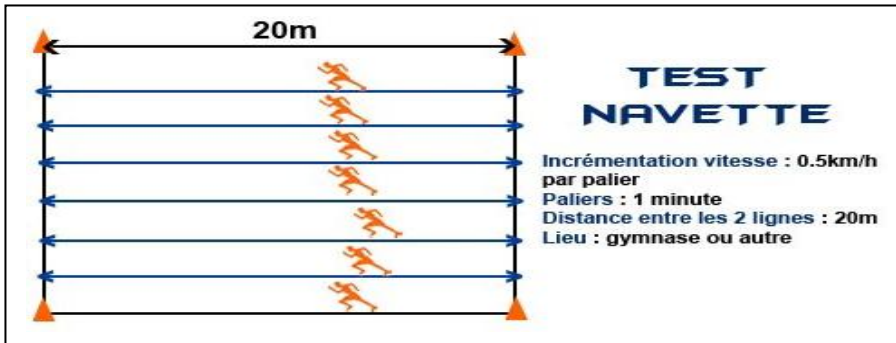 20m
TEST
NAVETTE
Incrémentation vitesse : 0.5km/h
par palier
Paliers : 1 minute
Distance entre les 2 lignes : 20m
Lieu : gymnase ou autre